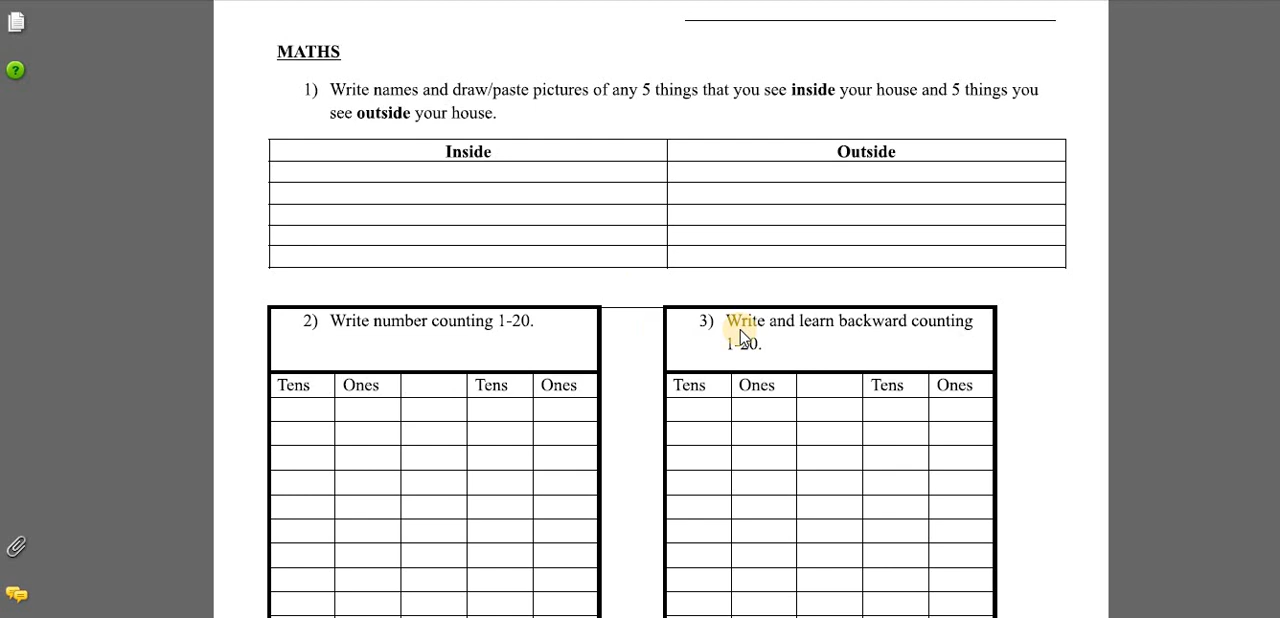 MATHS
1) Write names and draw/paste pictures of any 5 things that you see inside your house and 5 things you
see outside your house.
Inside Outside
2) Write number counting 1-20.
Tens Ones Tens Ones
3) Write and learn backward counting
1-20.
Tens Ones Tens Ones